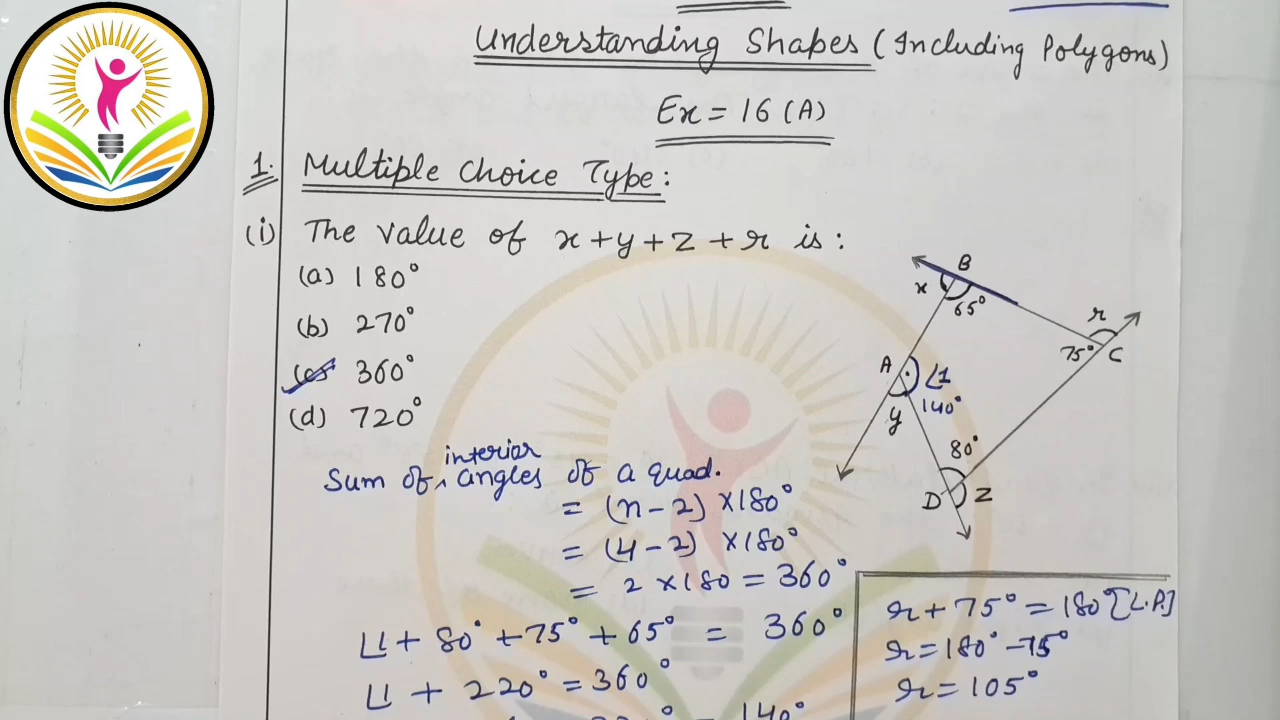 Understanding Shapes (Including Polygons)
Ex = 16 (A)
1. Multiple Choice Type:
(i) The value of x+y+z+r is:
(a) 180°
(b) 270°
(c) 360°
(d) 720°
B
x
65°
r
75°
C
A
∠1
140°
y
80°
D
z
interior
Sum of ‸ angles of a quad.
= (n-2) ×180°
= (4-2) ×180°
= 2 ×180 = 360°
∠1 + 80° +75° +65° = 360°
∠1 + 220° = 360°
= 140°
r + 75° = 180° [L.P.]
r = 180° -75°
r = 105°